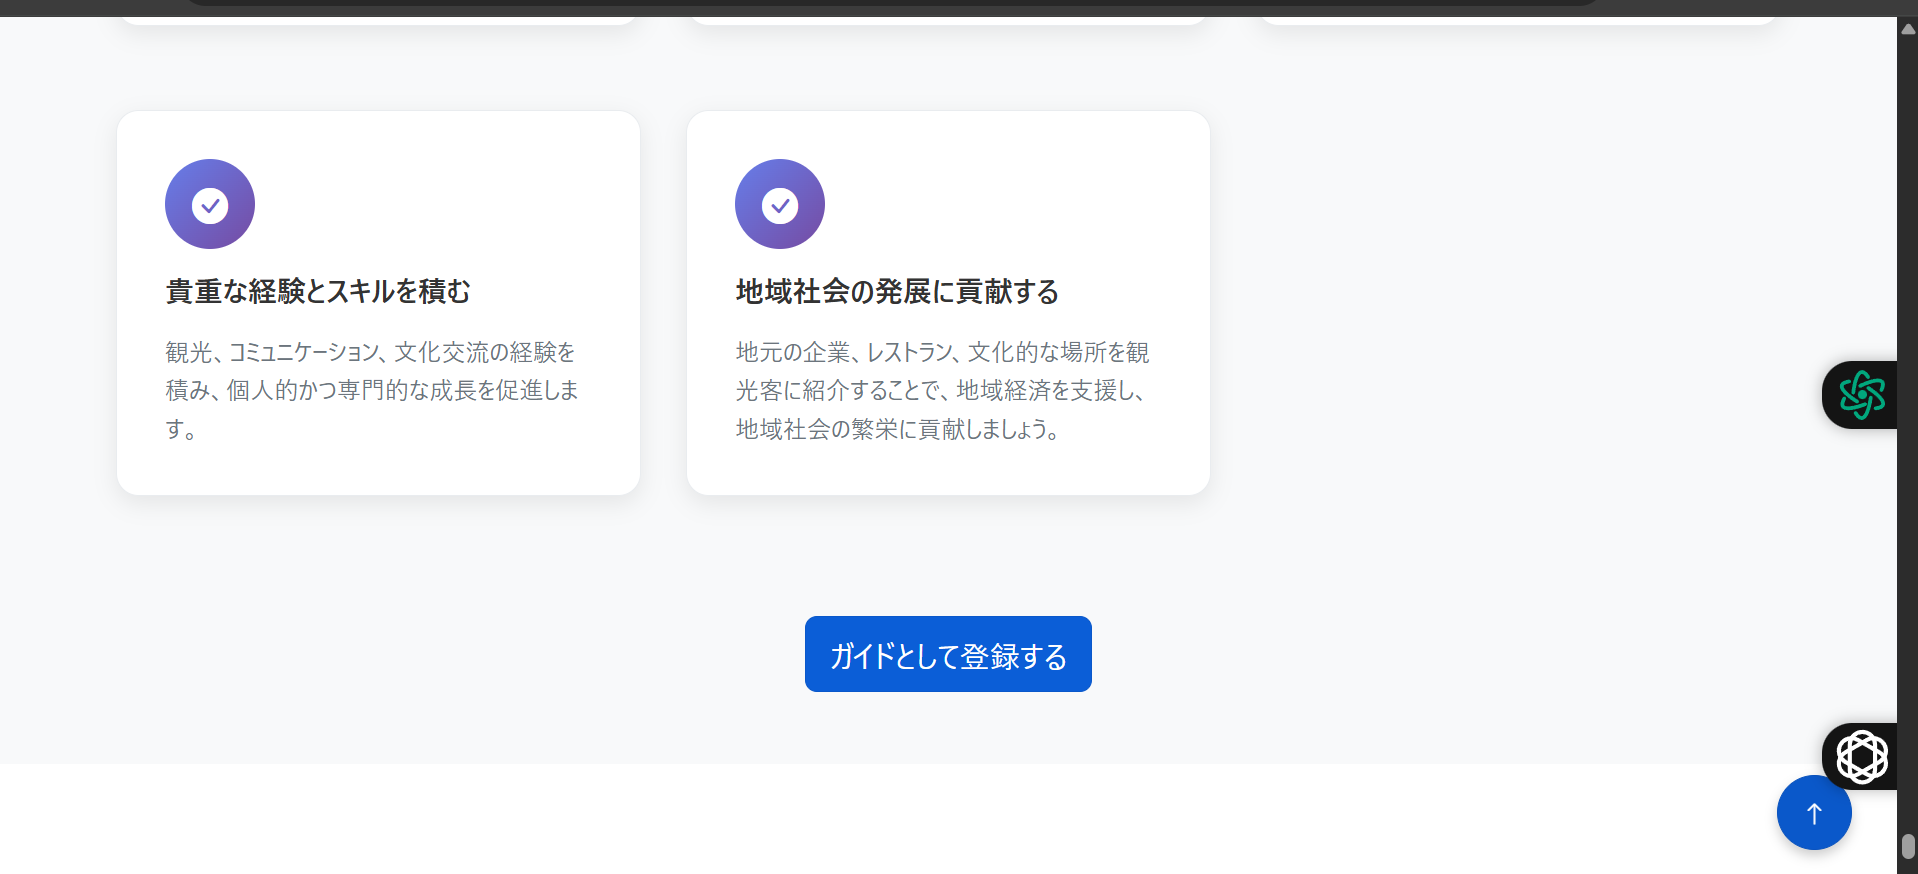 貴重な経験とスキルを積む
観光、コミュニケーション、文化交流の経験を
積み、個人的かつ専門的な成長を促進しま
す。
地域社会の発展に貢献する
地元の企業、レストラン、文化的な場所を観
光客に紹介することで、地域経済を支援し、
地域社会の繁栄に貢献しましょう。
ガイドとして登録する